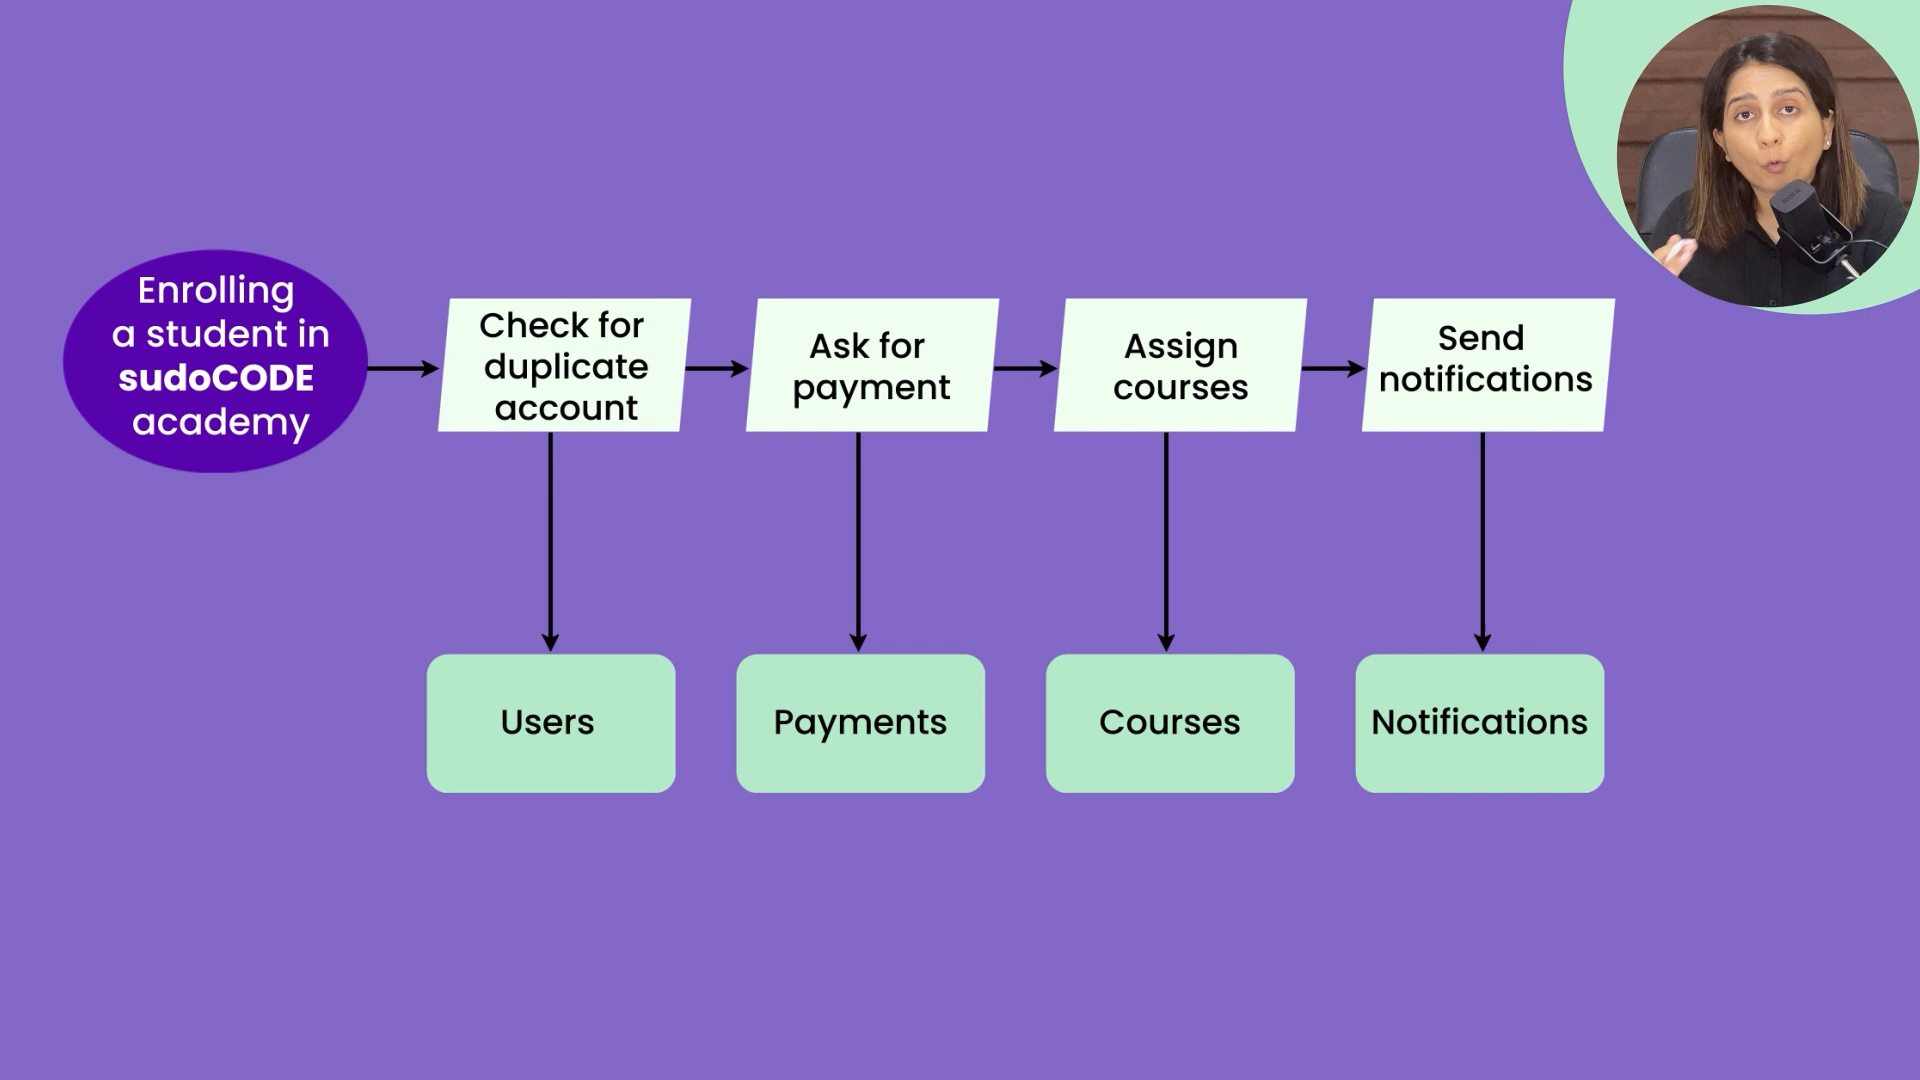 Enrolling
a student in
sudoCODE
academy
Check for
duplicate
account
Ask for
payment
Assign
courses
Send
notifications
Users
Payments
Courses
Notifications